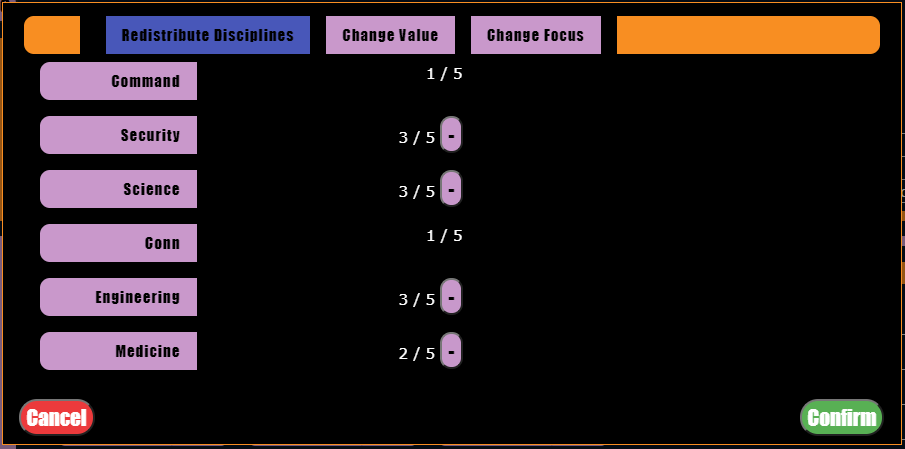 Redistribute Disciplines Change Value Change Focus
Command 1 / 5
Security 3 / 5 -
Science 3 / 5 -
Conn 1 / 5
Engineering 3 / 5 -
Medicine 2 / 5 -
Cancel Confirm